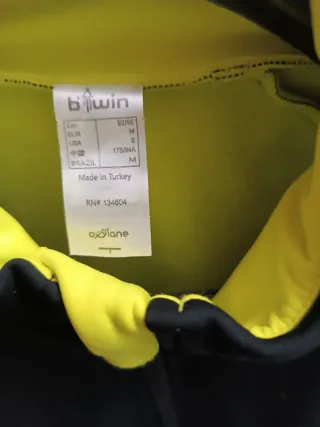 b'twin
Cm 92/95
EUR M
USA S
中国 175/94A
BRAZIL M
Made in Turkey
RN# 134604
oxylane